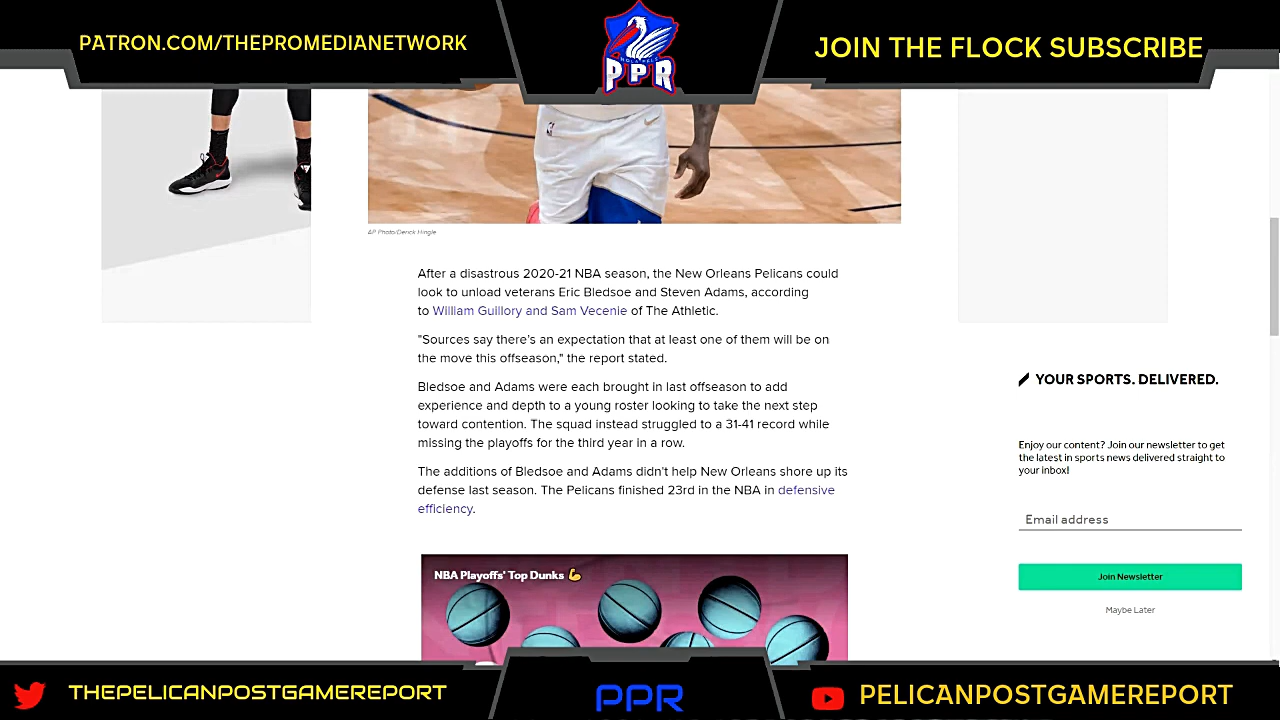 PATRON.COM/THEPROMEDIANETWORK
PPR
JOIN THE FLOCK SUBSCRIBE
AP Photo/Derick Hingle
After a disastrous 2020-21 NBA season, the New Orleans Pelicans could
look to unload veterans Eric Bledsoe and Steven Adams, according
to William Guillory and Sam Vecenie of The Athletic.
"Sources say there's an expectation that at least one of them will be on
the move this offseason," the report stated.
Bledsoe and Adams were each brought in last offseason to add
experience and depth to a young roster looking to take the next step
toward contention. The squad instead struggled to a 31-41 record while
missing the playoffs for the third year in a row.
The additions of Bledsoe and Adams didn't help New Orleans shore up its
defense last season. The Pelicans finished 23rd in the NBA in defensive
efficiency.
NBA Playoffs' Top Dunks 💪
YOUR SPORTS. DELIVERED.
Enjoy our content? Join our newsletter to get
the latest in sports news delivered straight to
your inbox!
Email address
Join Newsletter
Maybe Later
THEPELICANPOSTGAMEREPORT
PPR
PELICANPOSTGAMEREPORT